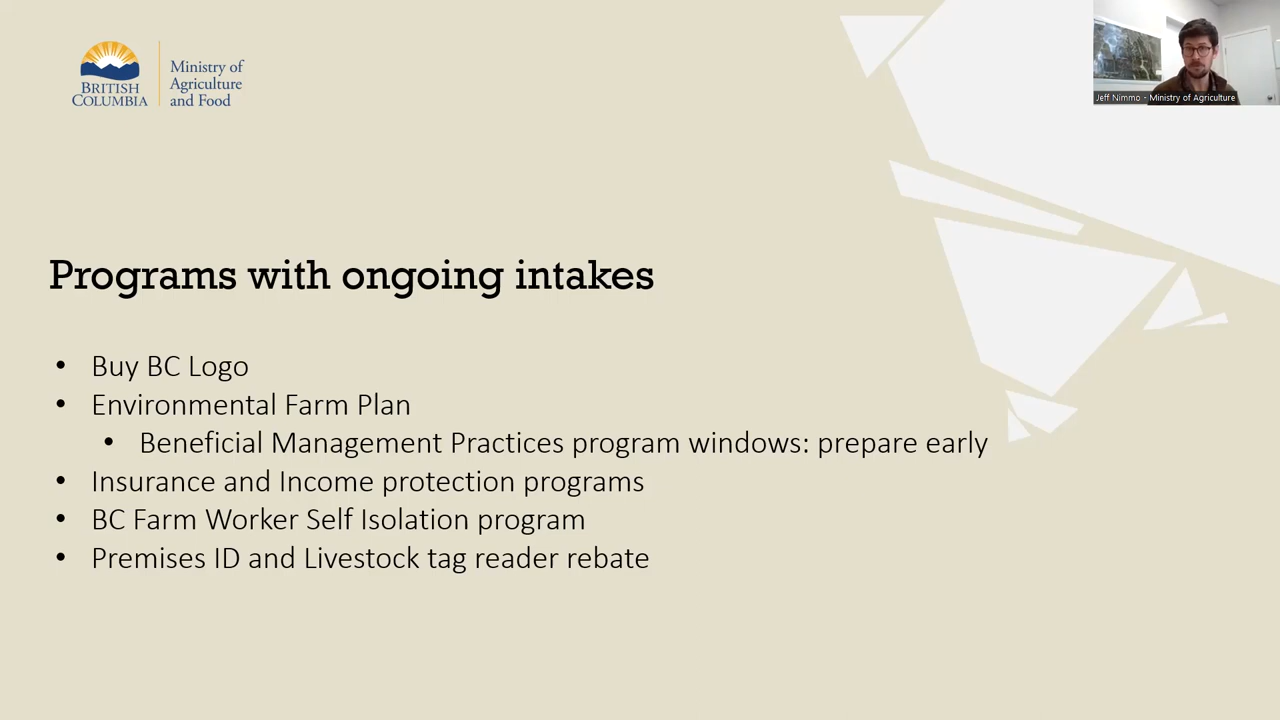 BRITISH
COLUMBIA
Ministry of
Agriculture
and Food
Jeff Nimmo - Ministry of Agriculture
Programs with ongoing intakes
• Buy BC Logo
• Environmental Farm Plan
• Beneficial Management Practices program windows: prepare early
• Insurance and Income protection programs
• BC Farm Worker Self Isolation program
• Premises ID and Livestock tag reader rebate